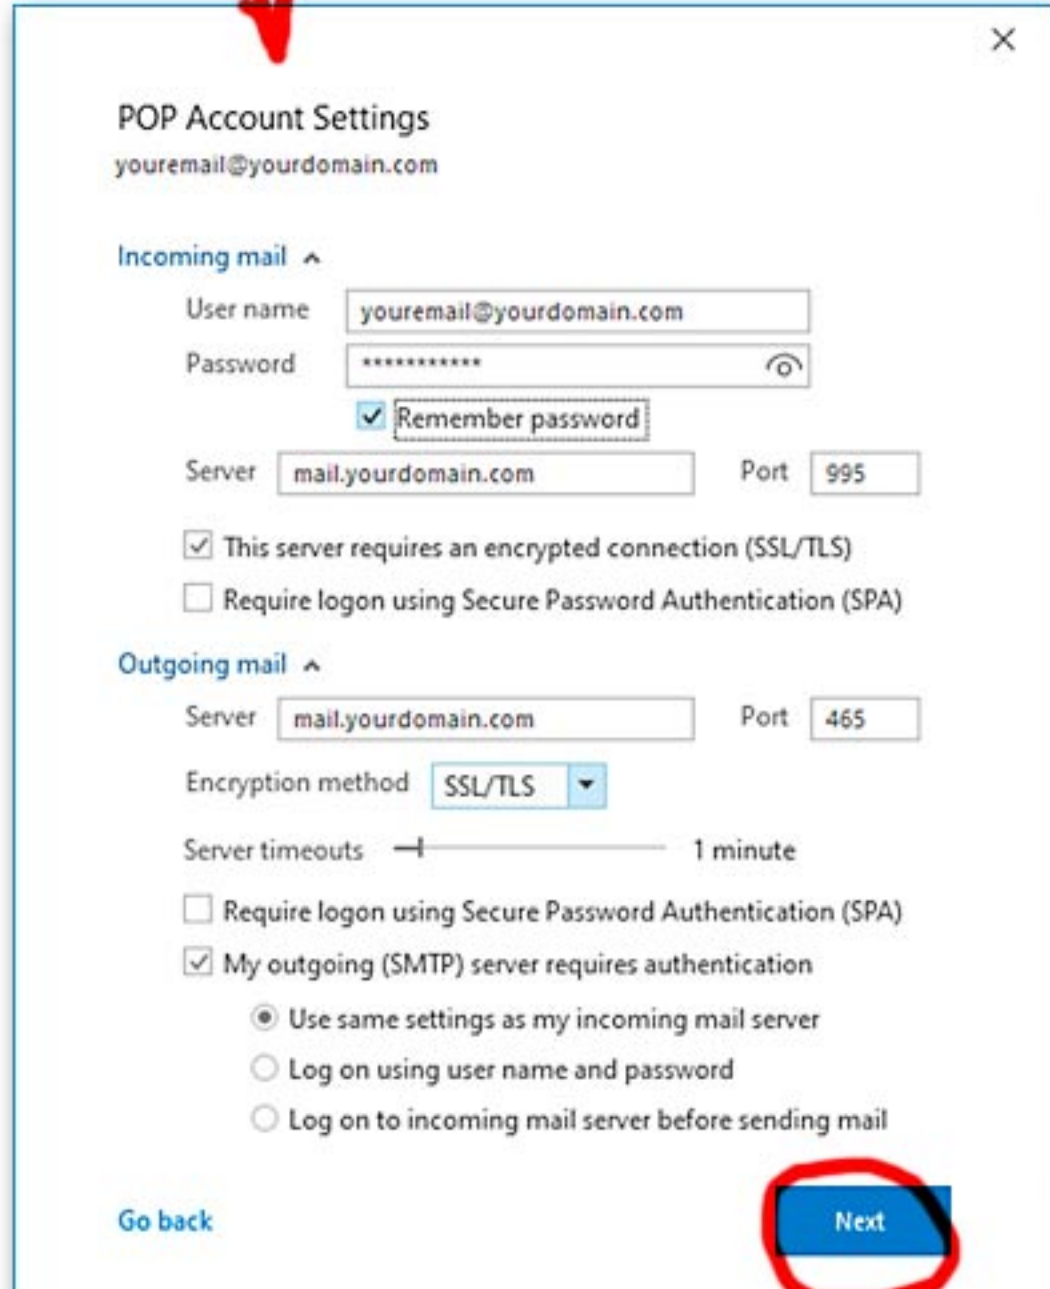 POP Account Settings
youremail@yourdomain.com
Incoming mail
User name youremail@yourdomain.com
Password ***********
Remember password
Server mail.yourdomain.com Port 995
This server requires an encrypted connection (SSL/TLS)
Require logon using Secure Password Authentication (SPA)
Outgoing mail
Server mail.yourdomain.com Port 465
Encryption method SSL/TLS
Server timeouts 1 minute
Require logon using Secure Password Authentication (SPA)
My outgoing (SMTP) server requires authentication
Use same settings as my incoming mail server
Log on using user name and password
Log on to incoming mail server before sending mail
Go back Next